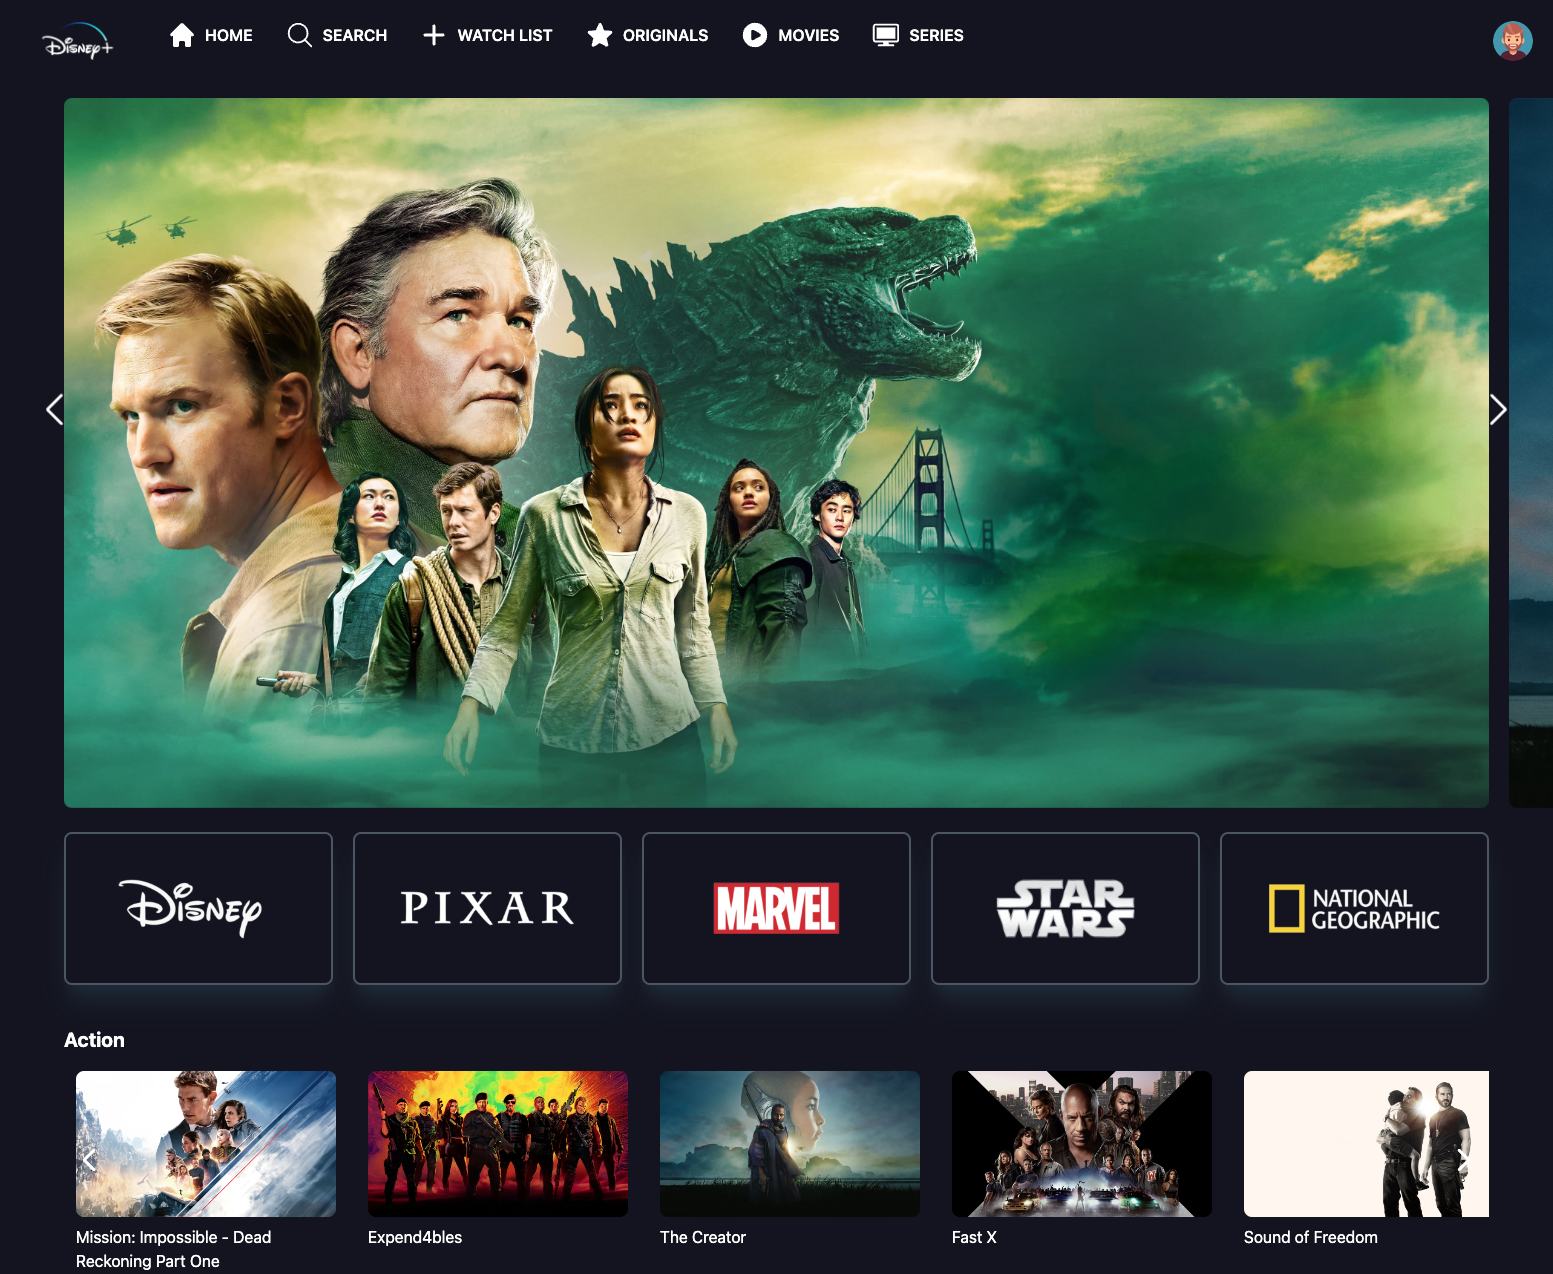 Disney+
HOME
SEARCH
WATCH LIST
ORIGINALS
MOVIES
SERIES
Disney
PIXAR
MARVEL
STAR
WARS
NATIONAL
GEOGRAPHIC
Action
Mission: Impossible - Dead
Reckoning Part One
Expend4bles
The Creator
Fast X
Sound of Freedom